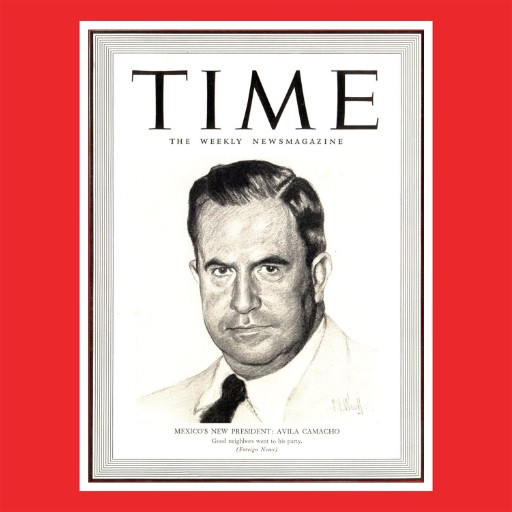 TIME
THE WEEKLY NEWSMAGAZINE
MEXICO'S NEW PRESIDENT: AVILA CAMACHO
Good neighbors went to his party.
(Foreign News)